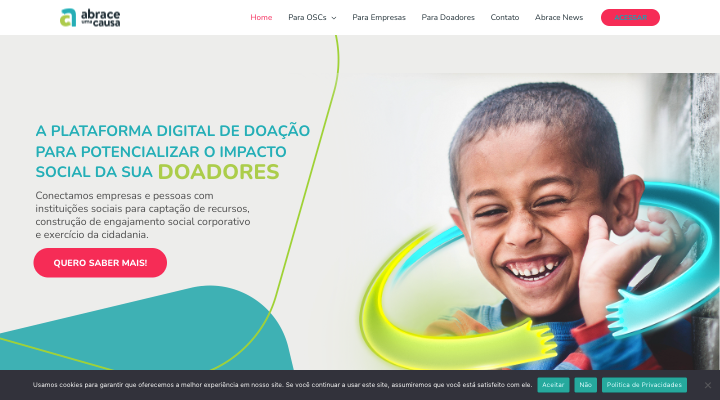 abrace
uma
causa
Home
Para OSCs
Para Empresas
Para Doadores
Contato
Abrace News
ACESSAR
A PLATAFORMA DIGITAL DE DOAÇÃO
PARA POTENCIALIZAR O IMPACTO
SOCIAL DA SUA DOADORES
Conectamos empresas e pessoas com
instituições sociais para captação de recursos,
construção de engajamento social corporativo
e exercício da cidadania.
QUERO SABER MAIS!
Usamos cookies para garantir que oferecemos a melhor experiência em nosso site. Se você continuar a usar este site, assumiremos que você está satisfeito com ele.
Aceitar
Não
Política de Privacidades